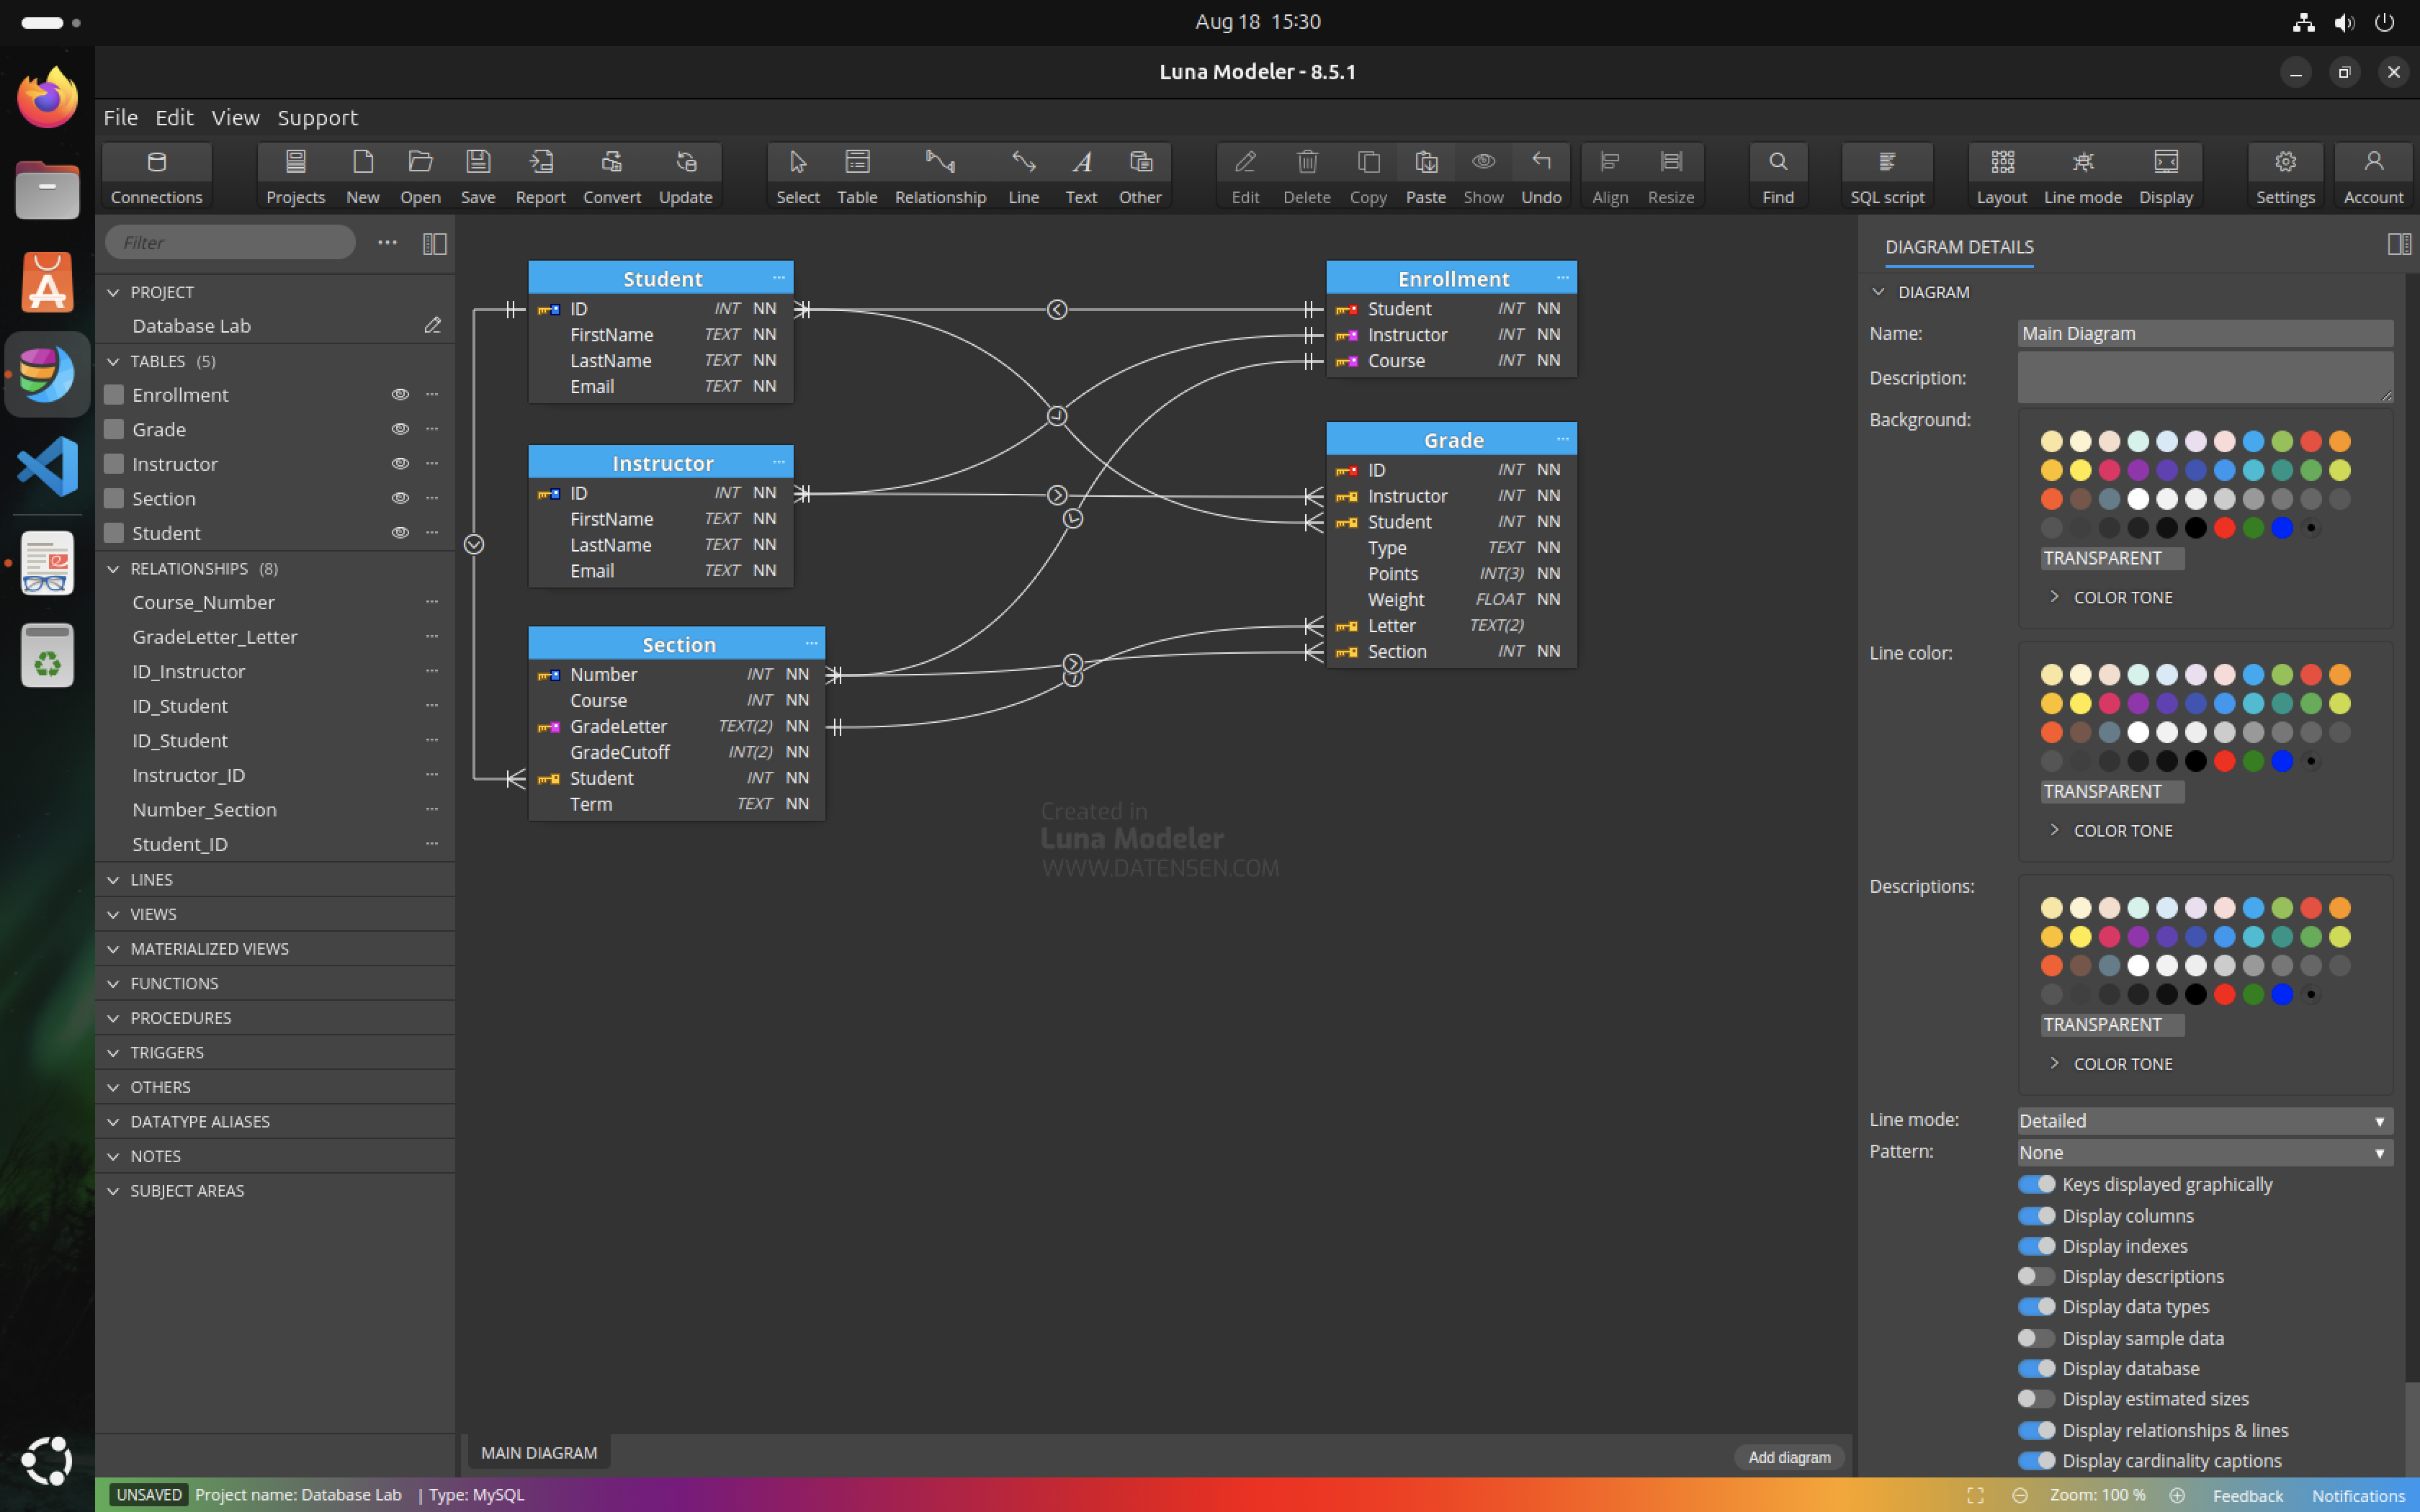 Aug 18 15:30
Luna Modeler - 8.5.1
File Edit View Support
Connections Projects New Open Save Report Convert Update Select Table Relationship Line Text Other Edit Delete Copy Paste Show Undo Align Resize Find SQL script Layout Line mode Display Settings Account
Filter
PROJECT
Database Lab
TABLES (5)
Enrollment
Grade
Instructor
Section
Student
RELATIONSHIPS (8)
Course_Number
GradeLetter_Letter
ID_Instructor
ID_Student
ID_Student
Instructor_ID
Number_Section
Student_ID
LINES
VIEWS
MATERIALIZED VIEWS
FUNCTIONS
PROCEDURES
TRIGGERS
OTHERS
DATATYPE ALIASES
NOTES
SUBJECT AREAS
Student
ID INT NN
FirstName TEXT NN
LastName TEXT NN
Email TEXT NN
Instructor
ID INT NN
FirstName TEXT NN
LastName TEXT NN
Email TEXT NN
Section
Number INT NN
Course INT NN
GradeLetter TEXT(2) NN
GradeCutoff INT(2) NN
Student INT NN
Term TEXT NN
Enrollment
Student INT NN
Instructor INT NN
Course INT NN
Grade
ID INT NN
Instructor INT NN
Student INT NN
Type TEXT NN
Points INT(3) NN
Weight FLOAT NN
Letter TEXT(2)
Section INT NN
Created in
Luna Modeler
WWW.DATENSEN.COM
MAIN DIAGRAM
Add diagram
DIAGRAM DETAILS
DIAGRAM
Name: Main Diagram
Description:
Background:
TRANSPARENT
COLOR TONE
Line color:
TRANSPARENT
COLOR TONE
Descriptions:
TRANSPARENT
COLOR TONE
Line mode: Detailed
Pattern: None
Keys displayed graphically
Display columns
Display indexes
Display descriptions
Display data types
Display sample data
Display database
Display estimated sizes
Display relationships & lines
Display cardinality captions
UNSAVED Project name: Database Lab | Type: MySQL
Zoom: 100 % Feedback Notifications